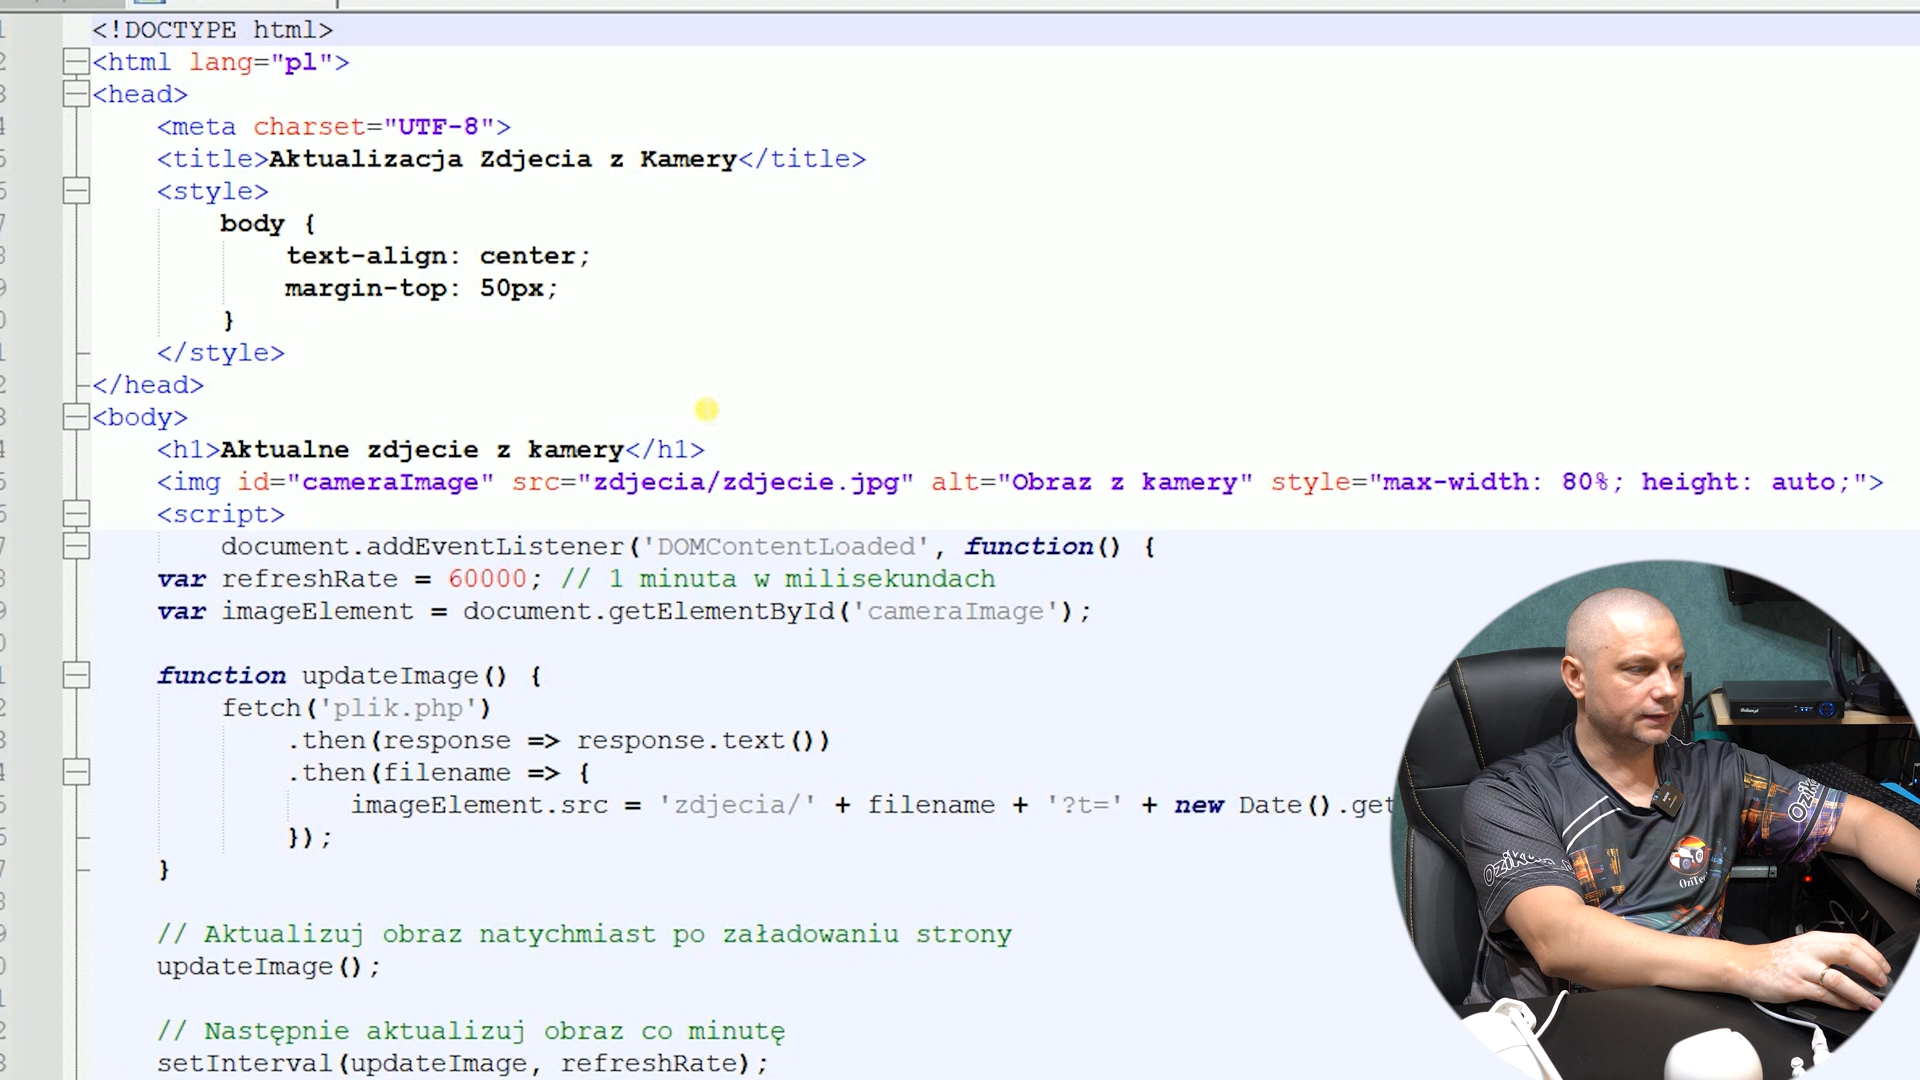 <!DOCTYPE html>
<html lang="pl">
<head>
<meta charset="UTF-8">
<title>Aktualizacja Zdjecia z Kamery</title>
<style>
body {
text-align: center;
margin-top: 50px;
}
</style>
</head>
<body>
<h1>Aktualne zdjecie z kamery</h1>
<img id="cameraImage" src="zdjecia/zdjecie.jpg" alt="Obraz z kamery" style="max-width: 80%; height: auto;">
<script>
document.addEventListener('DOMContentLoaded', function() {
var refreshRate = 60000; // 1 minuta w milisekundach
var imageElement = document.getElementById('cameraImage');
function updateImage() {
fetch('plik.php')
.then(response => response.text())
.then(filename => {
imageElement.src = 'zdjecia/' + filename + '?t=' + new Date().get
});
}
// Aktualizuj obraz natychmiast po załadowaniu strony
updateImage();
// Następnie aktualizuj obraz co minutę
setInterval(updateImage, refreshRate);